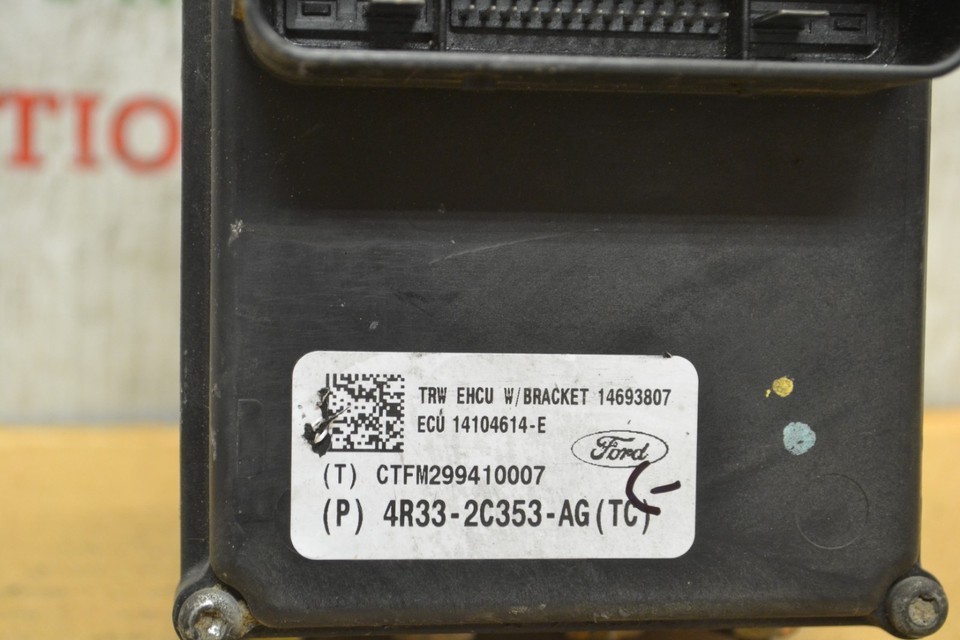 TIO
TRW EHCU W/BRACKET 14693807
ECU 14104614-E
Ford
(T) CTFM299410007
(P) 4R33-2C353-AG(TC)